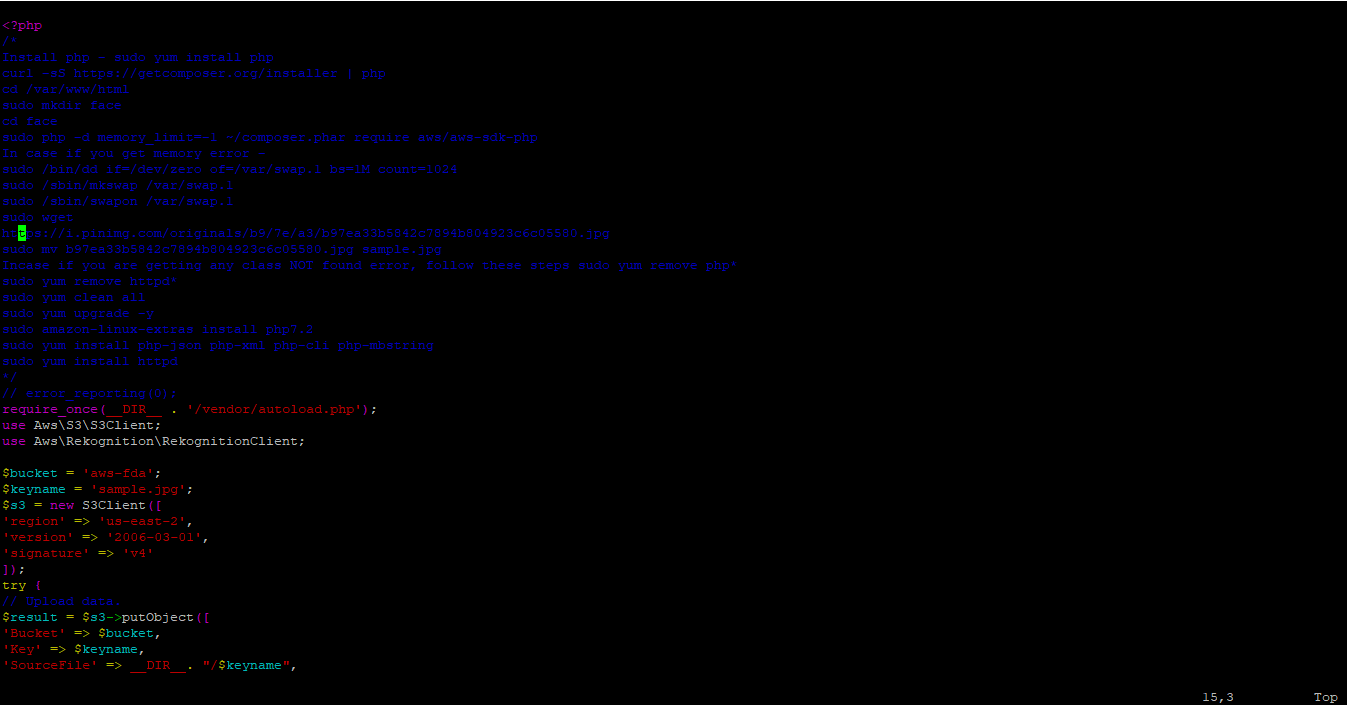 <?php
/*
Install php - sudo yum install php
curl -sS https://getcomposer.org/installer | php
cd /var/www/html
sudo mkdir face
cd face
sudo php -d memory_limit=-1 ~/composer.phar require aws/aws-sdk-php
In case if you get memory error -
sudo /bin/dd if=/dev/zero of=/var/swap.1 bs=1M count=1024
sudo /sbin/mkswap /var/swap.1
sudo /sbin/swapon /var/swap.1
sudo wget
https://i.pinimg.com/originals/b9/7e/a3/b97ea33b5842c7894b804923c6c05580.jpg
sudo mv b97ea33b5842c7894b804923c6c05580.jpg sample.jpg
Incase if you are getting any class NOT found error, follow these steps sudo yum remove php*
sudo yum remove httpd*
sudo yum clean all
sudo yum upgrade -y
sudo amazon-linux-extras install php7.2
sudo yum install php-json php-xml php-cli php-mbstring
sudo yum install httpd
*/
// error_reporting(0);
require_once(__DIR__ . '/vendor/autoload.php');
use Aws\S3\S3Client;
use Aws\Rekognition\RekognitionClient;
$bucket = 'aws-fda';
$keyname = 'sample.jpg';
$s3 = new S3Client([
'region' => 'us-east-2',
'version' => '2006-03-01',
'signature' => 'v4'
]);
try {
// Upload data.
$result = $s3->putObject([
'Bucket' => $bucket,
'Key' => $keyname,
'SourceFile' => __DIR__. "/$keyname",
15,3 Top